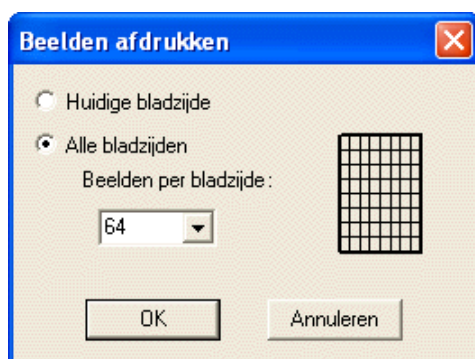 Beelden afdrukken
Huidige bladzijde
Alle bladzijden
Beelden per bladzijde:
64
OK
Annuleren